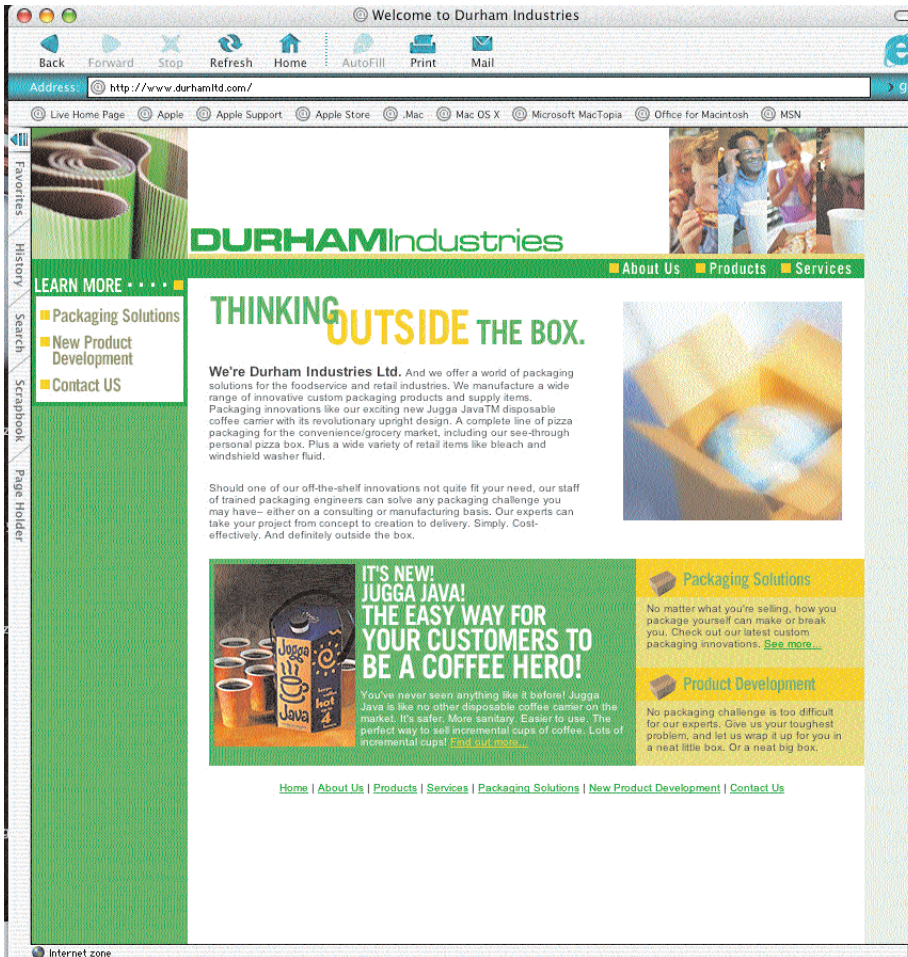 @ Welcome to Durham Industries
Back Forward Stop Refresh Home AutoFill Print Mail
Address: @ http://www.durhamltd.com/
@ Live Home Page @ Apple @ Apple Support @ Apple Store @ .Mac @ Mac OS X @ Microsoft MacTopia @ Office for Macintosh @ MSN
Favorites
History
Search
Scrapbook
Page Holder
DURHAMIndustries
About Us Products Services
LEARN MORE
Packaging Solutions
New Product
Development
Contact US
THINKING
OUTSIDE THE BOX.
We're Durham Industries Ltd. And we offer a world of packaging
solutions for the foodservice and retail industries. We manufacture a wide
range of innovative custom packaging products and supply items.
Packaging innovations like our exciting new Jugga JavaTM disposable
coffee carrier with its revolutionary upright design. A complete line of pizza
packaging for the convenience/grocery market, including our see-through
personal pizza box. Plus a wide variety of retail items like bleach and
windshield washer fluid.
Should one of our off-the-shelf innovations not quite fit your need, our staff
of trained packaging engineers can solve any packaging challenge you
may have– either on a consulting or manufacturing basis. Our experts can
take your project from concept to creation to delivery. Simply. Cost-
effectively. And definitely outside the box.
Jugga
Java
hot
4
IT'S NEW!
JUGGA JAVA!
THE EASY WAY FOR
YOUR CUSTOMERS TO
BE A COFFEE HERO!
You've never seen anything like it before! Jugga
Java is like no other disposable coffee carrier on the
market. It's safer. More sanitary. Easier to use. The
perfect way to sell incremental cups of coffee. Lots of
incremental cups! Find out more...
Packaging Solutions
No matter what you're selling, how you
package yourself can make or break
you. Check out our latest custom
packaging innovations. See more...
Product Development
No packaging challenge is too difficult
for our experts. Give us your toughest
problem, and let us wrap it up for you in
a neat little box. Or a neat big box.
Home | About Us | Products | Services | Packaging Solutions | New Product Development | Contact Us
Internet zone